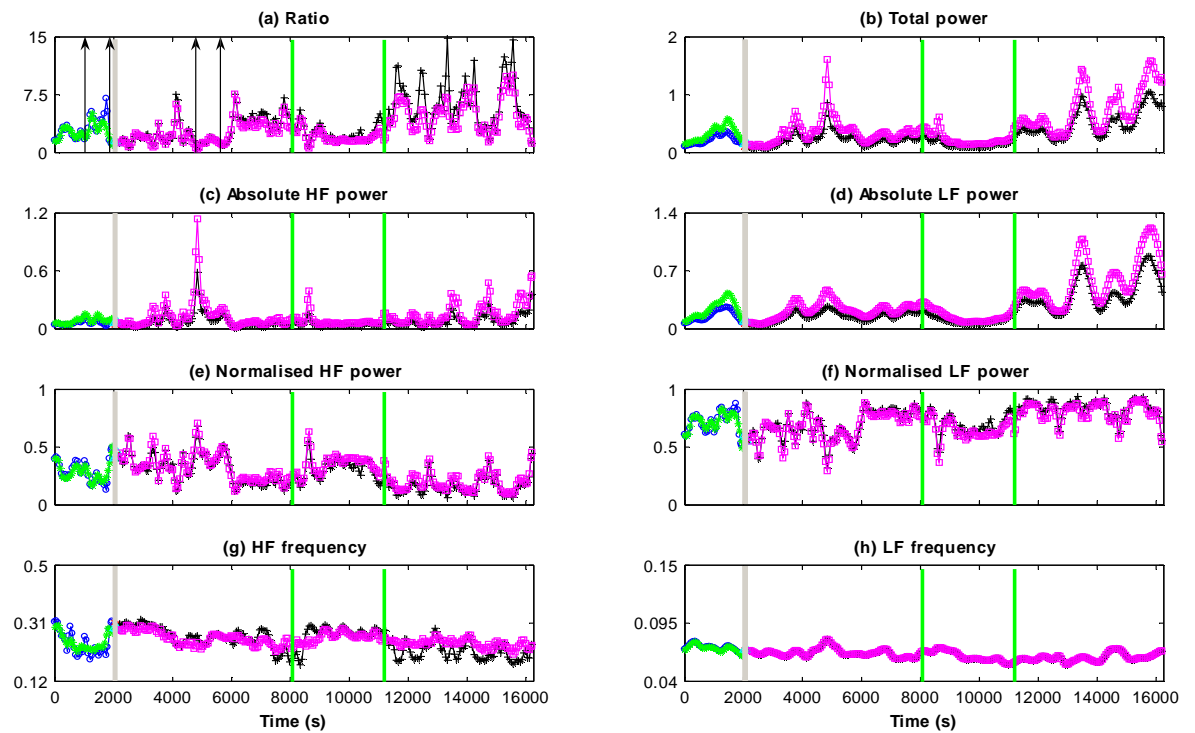 (a) Ratio
(b) Total power
15
7.5
0
2
1
0
(c) Absolute HF power
(d) Absolute LF power
1.2
0.6
0
1.4
0.7
0
(e) Normalised HF power
(f) Normalised LF power
1
0.5
0
1
0.5
0
(g) HF frequency
(h) LF frequency
0.5
0.31
0.12
0.15
0.095
0.04
0 2000 4000 6000 8000 10000 12000 14000 16000
0 2000 4000 6000 8000 10000 12000 14000 16000
Time (s)
Time (s)